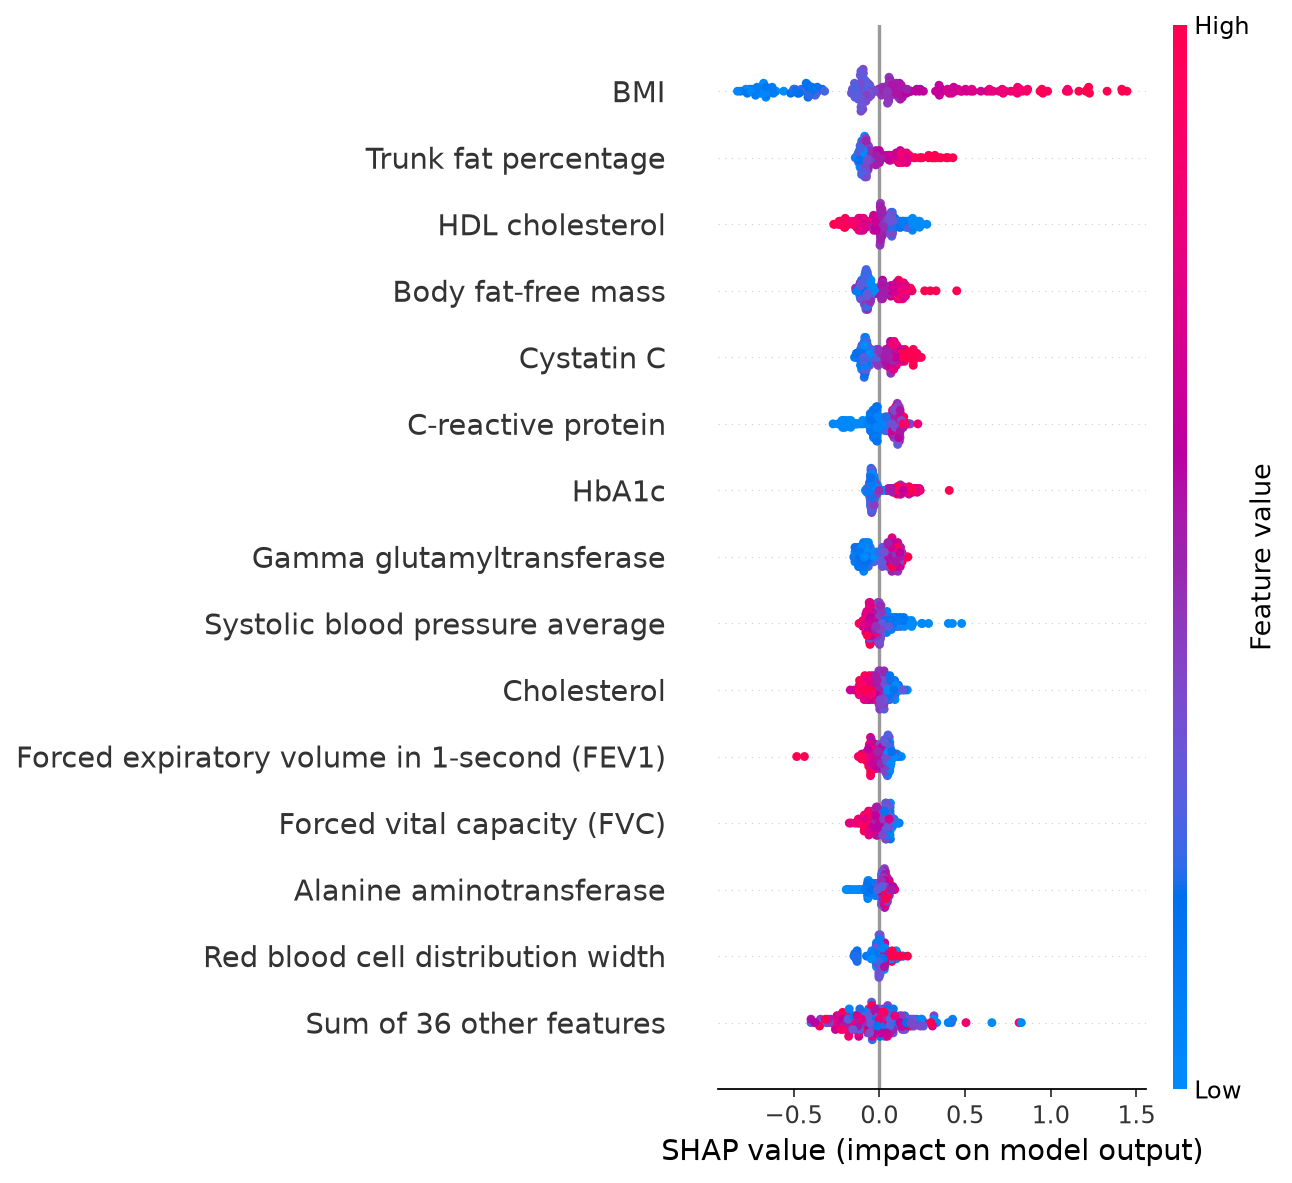 High
BMI
Trunk fat percentage
HDL cholesterol
Body fat-free mass
Cystatin C
C-reactive protein
HbA1c
Gamma glutamyltransferase
Systolic blood pressure average
Cholesterol
Forced expiratory volume in 1-second (FEV1)
Forced vital capacity (FVC)
Alanine aminotransferase
Red blood cell distribution width
Sum of 36 other features
Feature value
Low
−0.5 0.0 0.5 1.0 1.5
SHAP value (impact on model output)